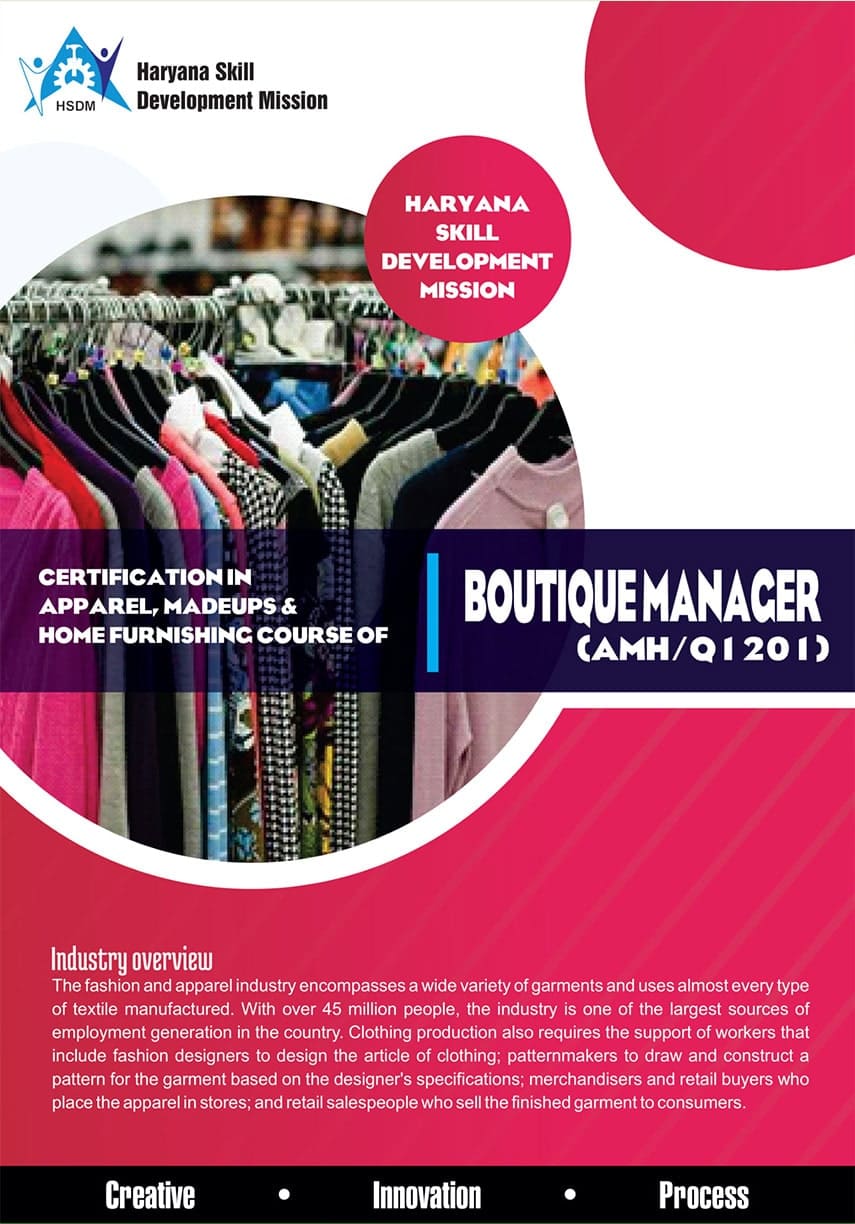 HSDM
Haryana Skill
Development Mission
HARYANA
SKILL
DEVELOPMENT
MISSION
CERTIFICATION IN
APPAREL, MADEUPS &
HOME FURNISHING COURSE OF
BOUTIQUE MANAGER
(AMH/Q1201)
Industry overview
The fashion and apparel industry encompasses a wide variety of garments and uses almost every type
of textile manufactured. With over 45 million people, the industry is one of the largest sources of
employment generation in the country. Clothing production also requires the support of workers that
include fashion designers to design the article of clothing; patternmakers to draw and construct a
pattern for the garment based on the designer's specifications; merchandisers and retail buyers who
place the apparel in stores; and retail salespeople who sell the finished garment to consumers.
Creative • Innovation • Process